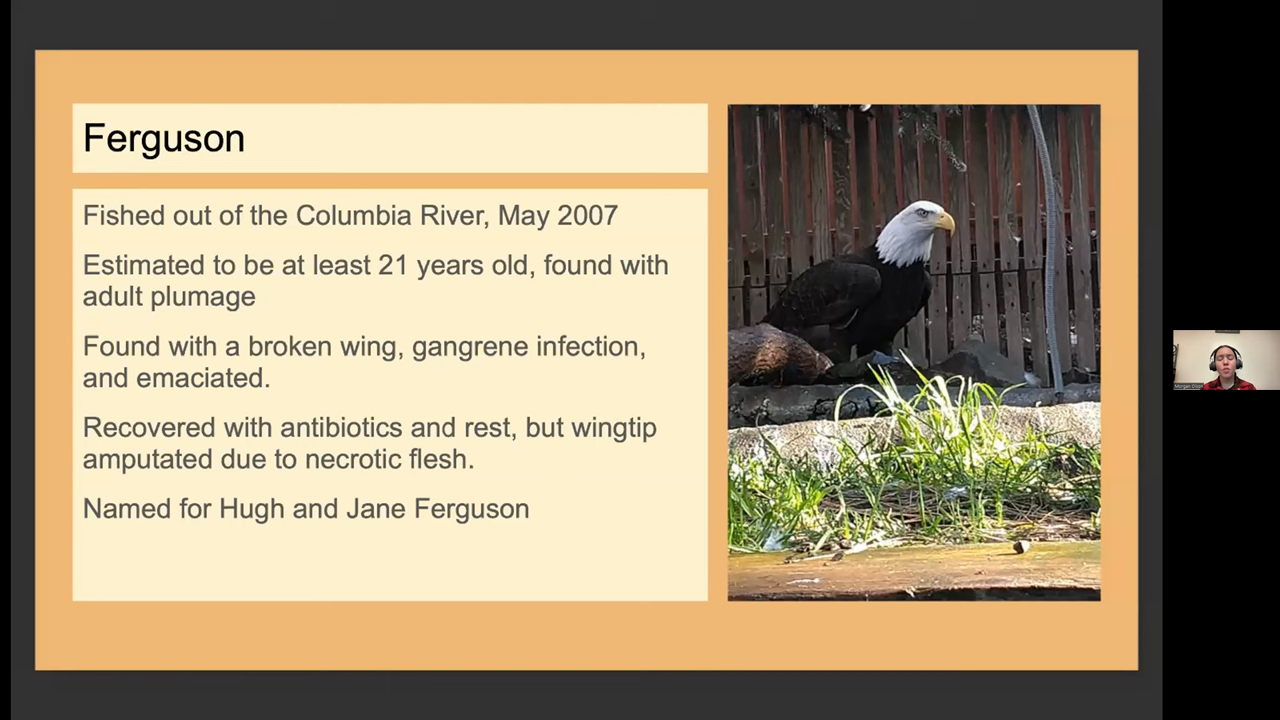 Ferguson
Fished out of the Columbia River, May 2007
Estimated to be at least 21 years old, found with
adult plumage
Found with a broken wing, gangrene infection,
and emaciated.
Recovered with antibiotics and rest, but wingtip
amputated due to necrotic flesh.
Named for Hugh and Jane Ferguson